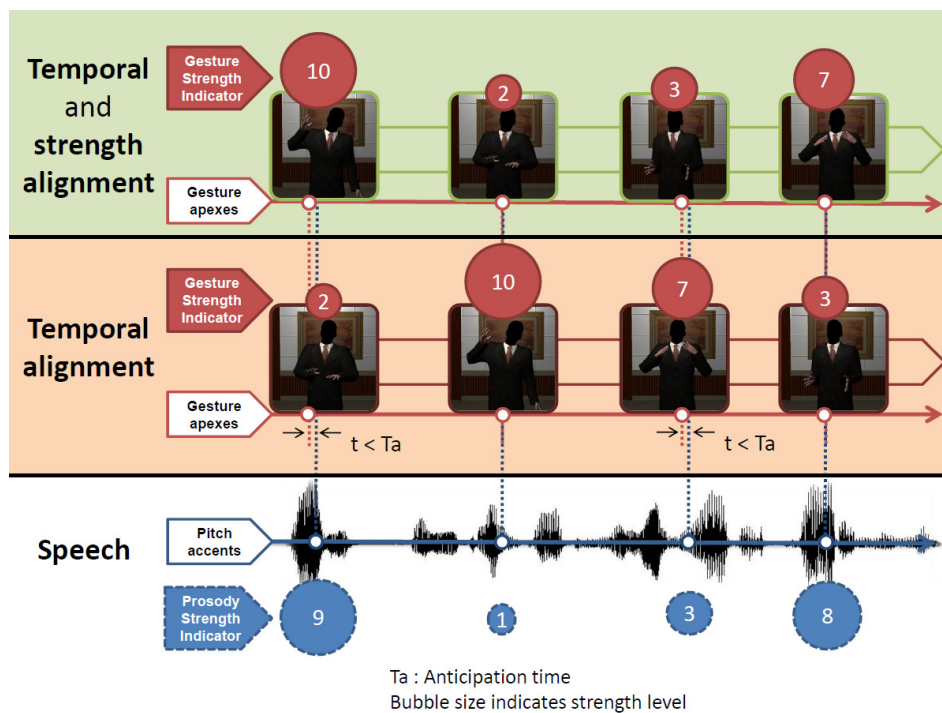 Temporal
and
strength
alignment
Gesture
Strength
Indicator
10
2
3
7
Gesture
apexes
Temporal
alignment
Gesture
Strength
Indicator
2
10
7
3
Gesture
apexes
t < Ta
t < Ta
Speech
Pitch
accents
Prosody
Strength
Indicator
9
1
3
8
Ta : Anticipation time
Bubble size indicates strength level